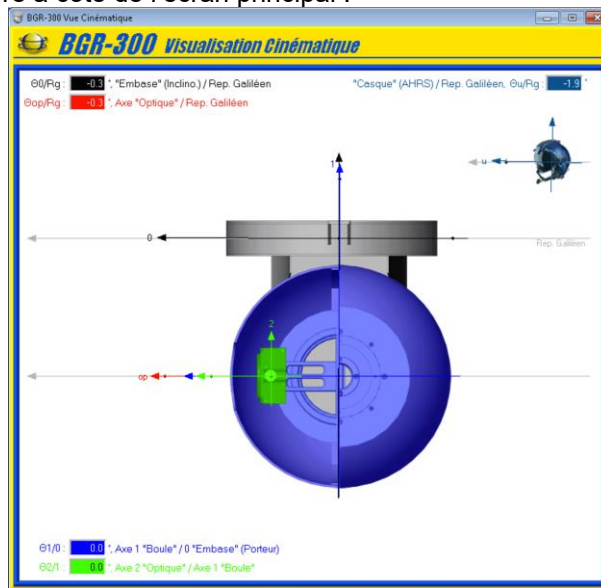 re à côté de l'écran principal :
BGR-300 Vue Cinématique
BGR-300 Visualisation Cinématique
Θ0/Rg : -0.3 °, "Embase" (Inclino.) / Rep. Galiléen
"Casque" (AHRS) / Rep. Galiléen, Θu/Rg : -1.9 °
Θop/Rg : -0.3 °, Axe "Optique" / Rep. Galiléen
u
1
0
Rep. Galiléen
2
op
Θ1/0 : 0.0 °, Axe 1 "Boule" / 0 "Embase" (Porteur)
Θ2/1 : 0.0 °, Axe 2 "Optique" / Axe 1 "Boule"